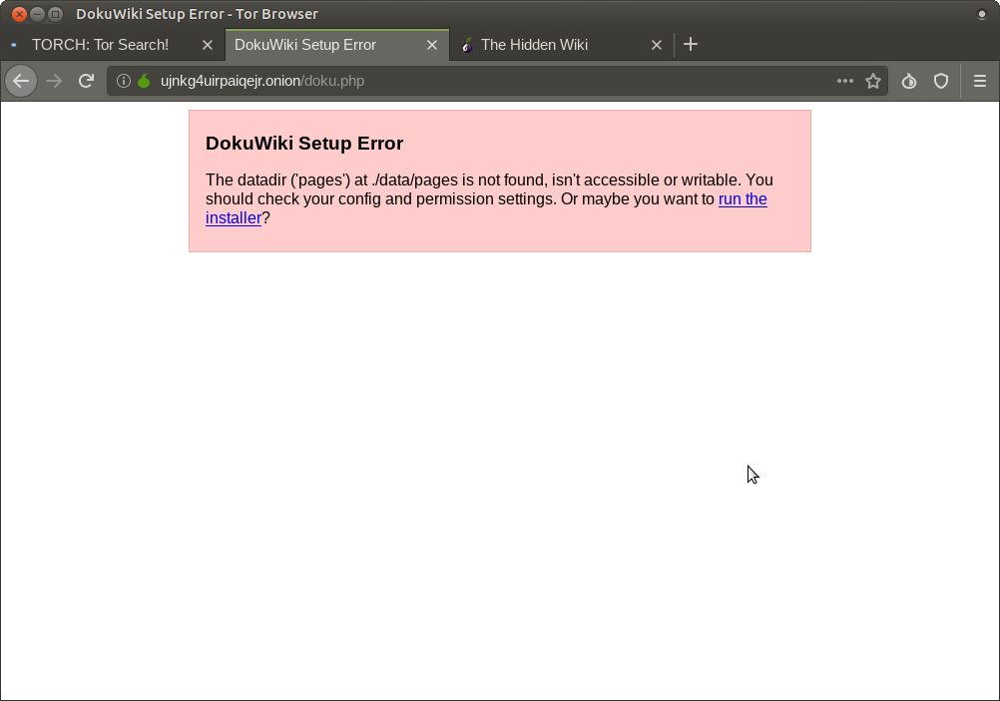 DokuWiki Setup Error - Tor Browser
TORCH: Tor Search!
DokuWiki Setup Error
The Hidden Wiki
ujnkg4uirpaiqejr.onion/doku.php
DokuWiki Setup Error
The datadir ('pages') at ./data/pages is not found, isn't accessible or writable. You
should check your config and permission settings. Or maybe you want to run the
installer?